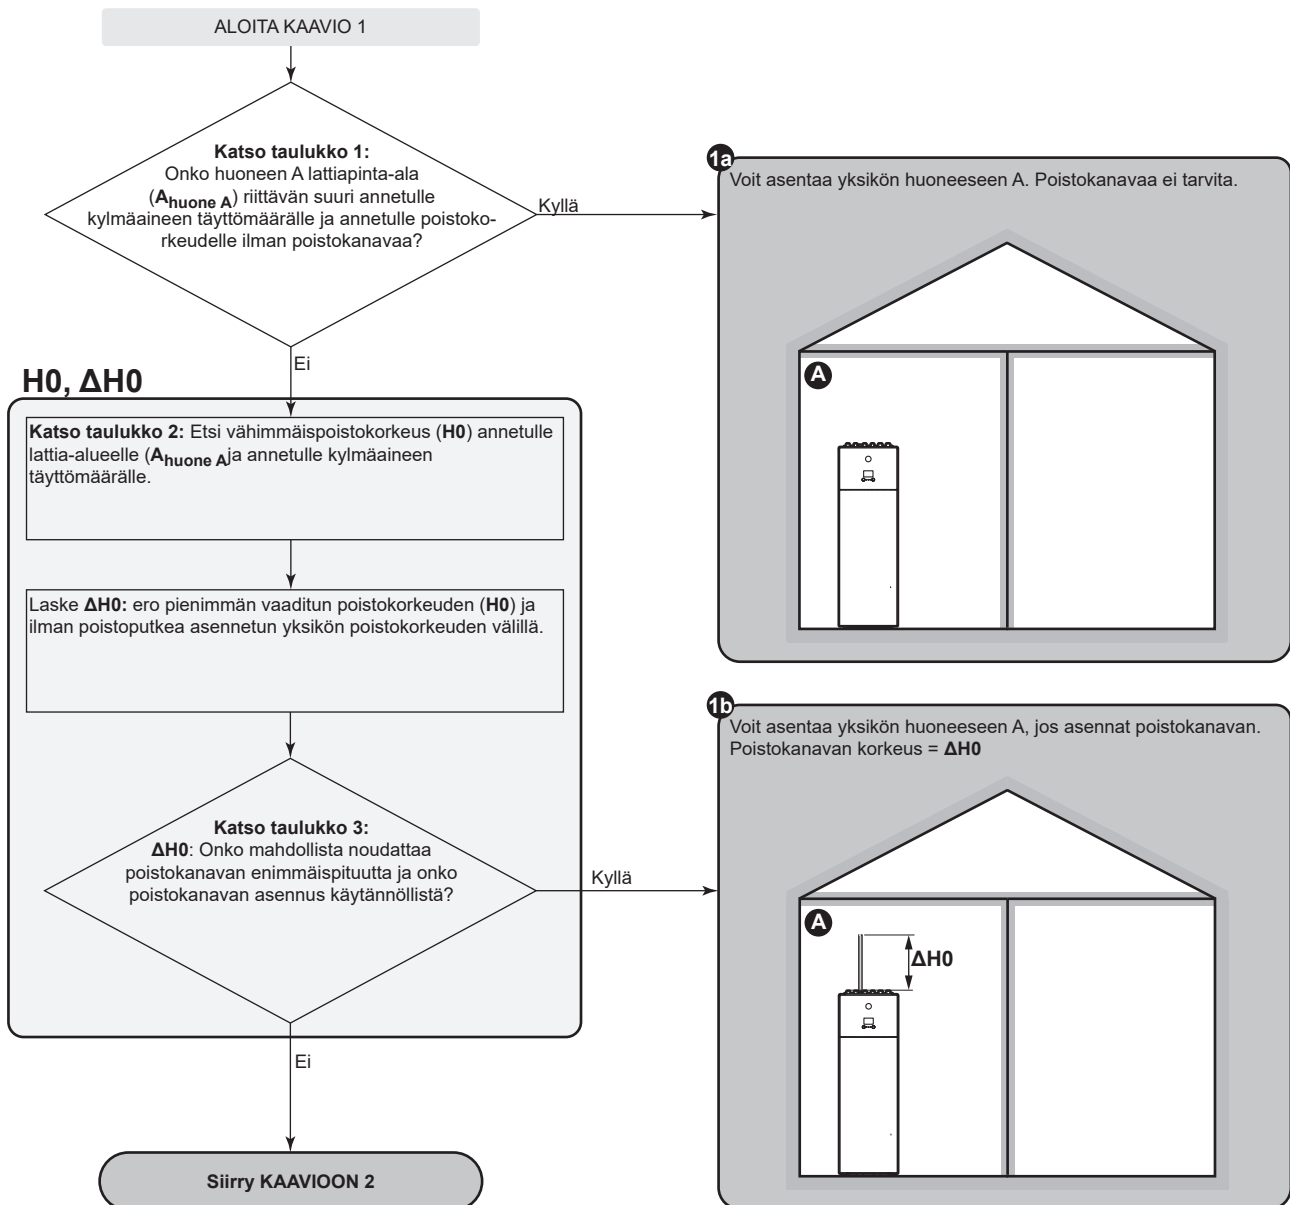 ALOITA KAAVIO 1
Katso taulukko 1:
Onko huoneen A lattiapinta-ala
(Ahuone A) riittävän suuri annetulle
kylmäaineen täyttömäärälle ja annetulle poistoko-
rkeudelle ilman poistokanavaa?
Kyllä
Ei
1a
Voit asentaa yksikön huoneeseen A. Poistokanavaa ei tarvita.
A
H0, ΔH0
Katso taulukko 2: Etsi vähimmäispoistokorkeus (H0) annetulle
lattia-alueelle (Ahuone A ja annetulle kylmäaineen
täyttömäärälle.
Laske ΔH0: ero pienimmän vaaditun poistokorkeuden (H0) ja
ilman poistoputkea asennetun yksikön poistokorkeuden välillä.
Katso taulukko 3:
ΔH0: Onko mahdollista noudattaa
poistokanavan enimmäispituutta ja onko
poistokanavan asennus käytännöllistä?
Kyllä
Ei
1b
Voit asentaa yksikön huoneeseen A, jos asennat poistokanavan.
Poistokanavan korkeus = ΔH0
A
ΔH0
Siirry KAAVIOON 2